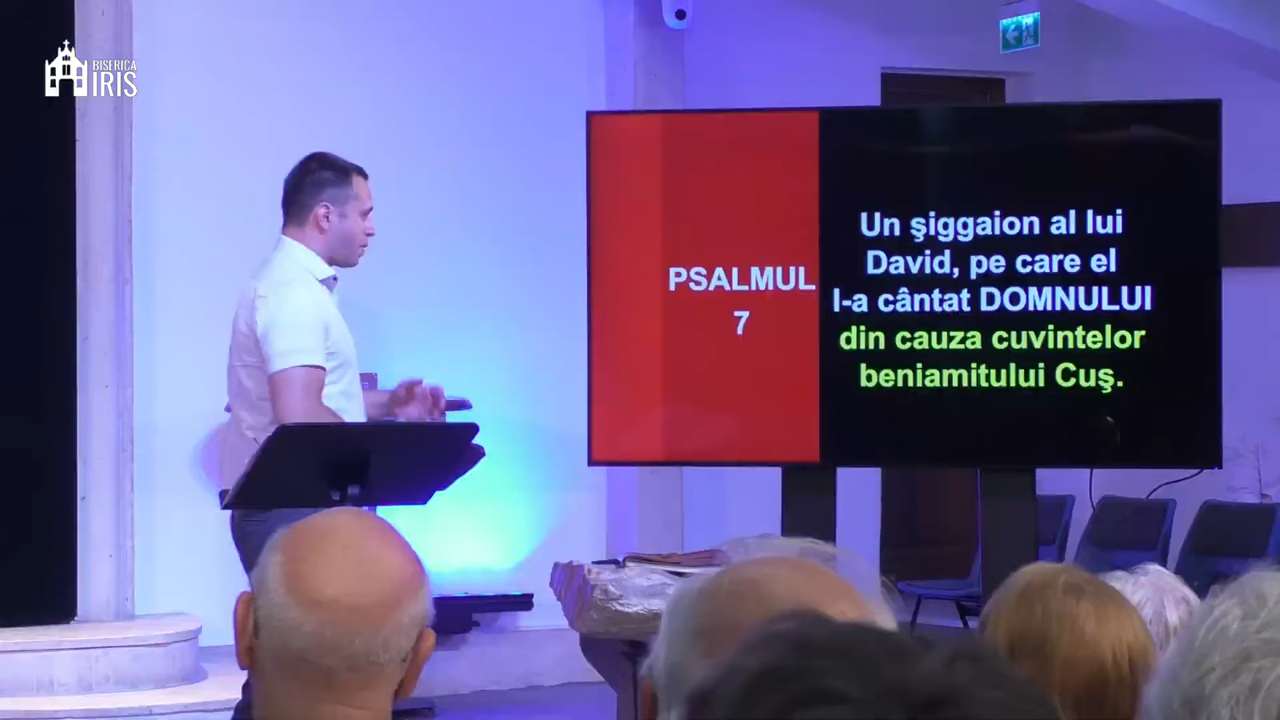 BISERICA
IRIS
PSALMUL
7
Un şiggaion al lui
David, pe care el
l-a cântat DOMNULUI
din cauza cuvintelor
beniamitului Cuş.